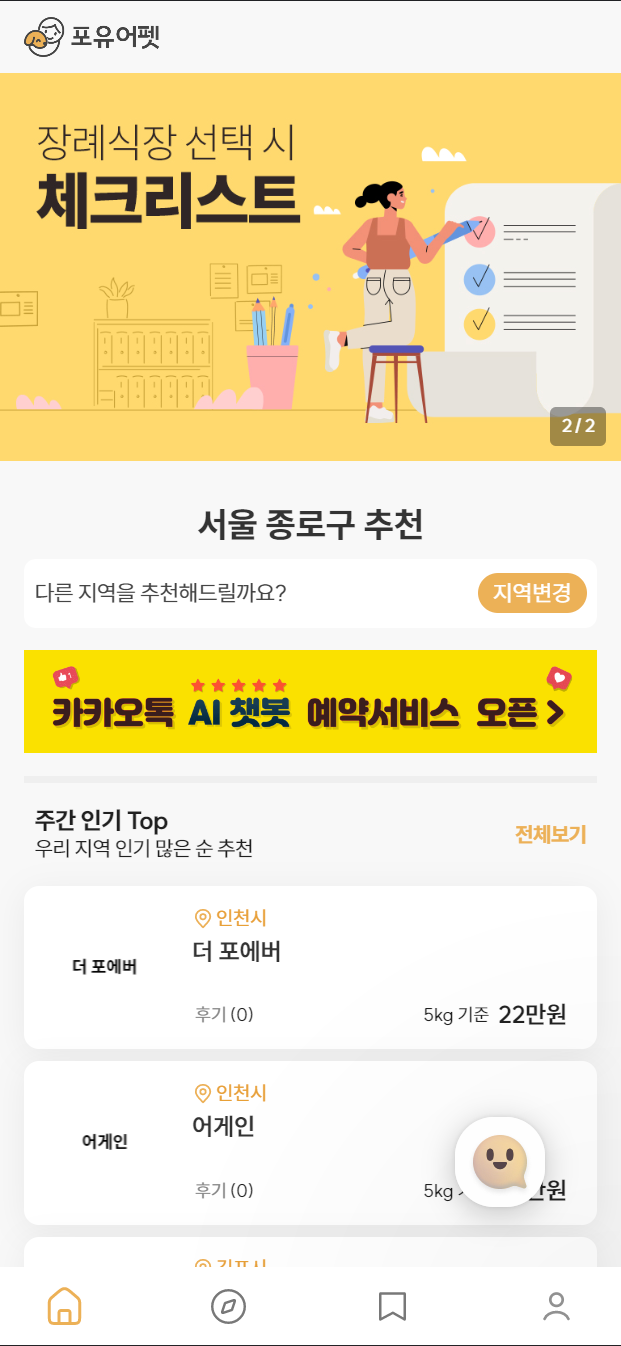 포유어펫
장례식장 선택 시
체크리스트
2/2
서울 종로구 추천
다른 지역을 추천해드릴까요?
지역변경
카카오톡 AI 챗봇 예약서비스 오픈 >
주간 인기 Top
우리 지역 인기 많은 순 추천
전체보기
더 포에버
인천시
더 포에버
후기 (0)
5kg 기준 22만원
어게인
인천시
어게인
후기 (0)
5kg